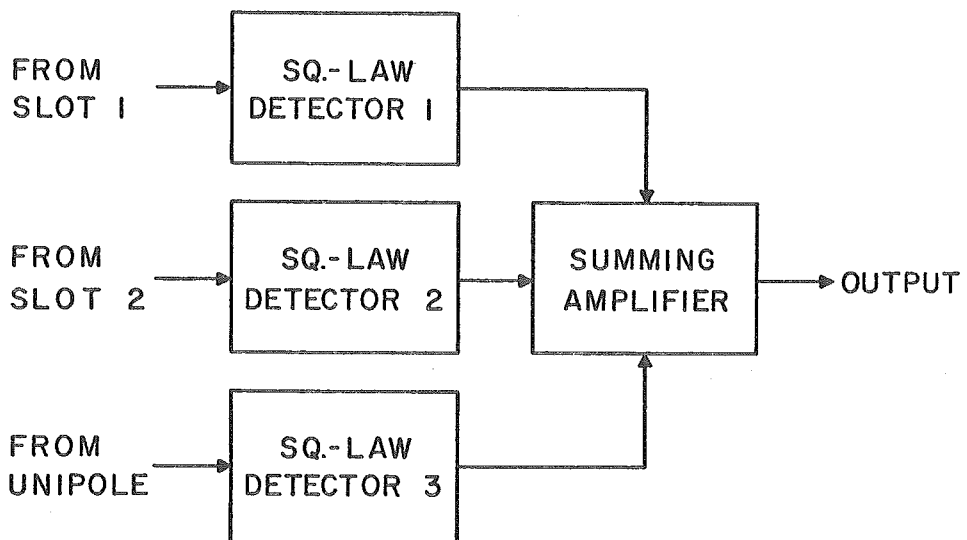 FROM
SLOT 1
SQ.-LAW
DETECTOR 1
FROM
SLOT 2
SQ.-LAW
DETECTOR 2
SUMMING
AMPLIFIER
OUTPUT
FROM
UNIPOLE
SQ.-LAW
DETECTOR 3